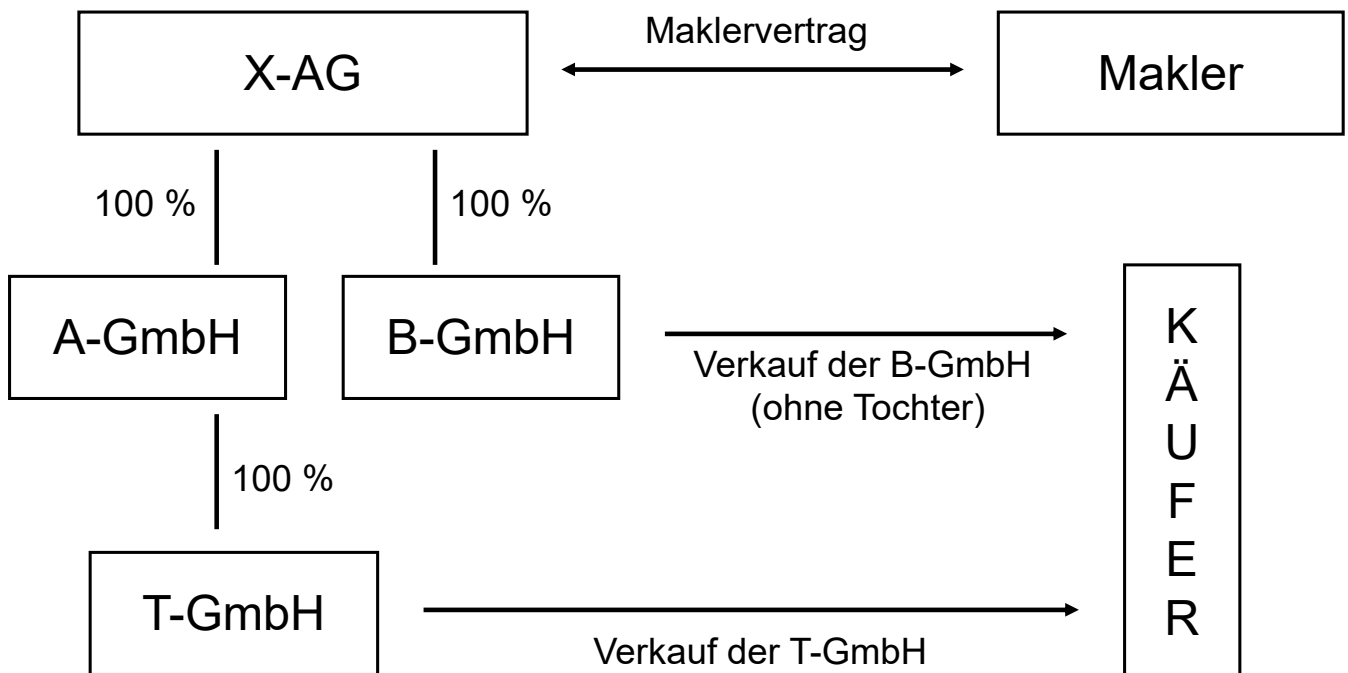 Maklervertrag
X-AG
Makler
100 %
100 %
A-GmbH
B-GmbH
Verkauf der B-GmbH
(ohne Tochter)
K
Ä
U
F
E
R
100 %
T-GmbH
Verkauf der T-GmbH